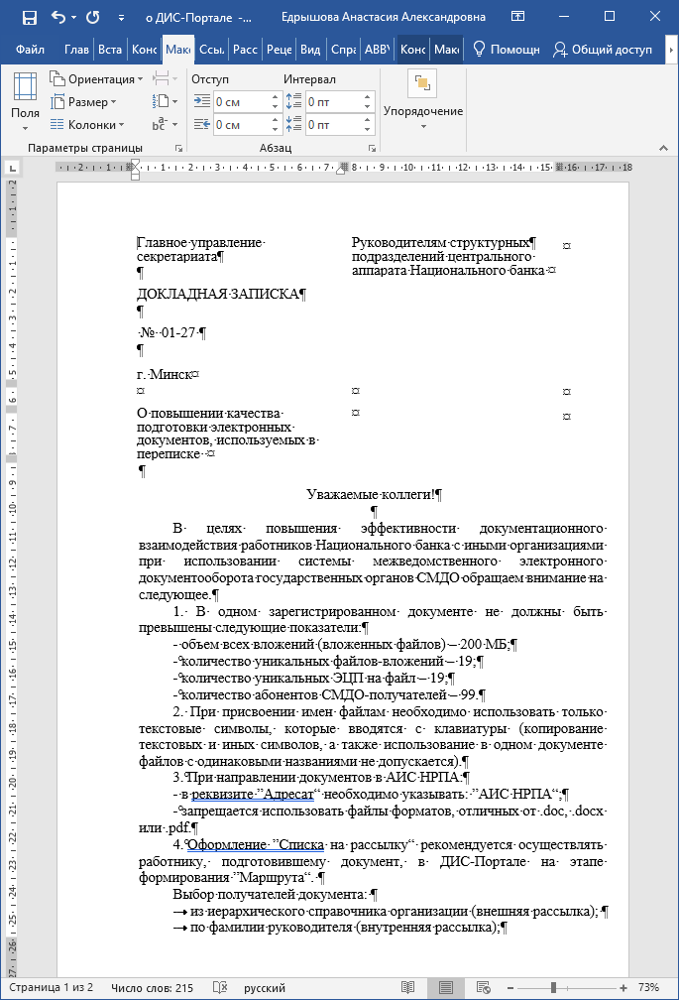 о ДИС-Портале -...
Едрышова Анастасия Александровна
Файл Глав Вста Конс Мак Ссы Расс Реце Вид Спра ABBY Конс Мак Помощн Общий доступ
Поля
Ориентация
Размер
Колонки
Параметры страницы
Отступ Интервал
0 см 0 пт
0 см 0 пт
Абзац
Упорядочение
Главное управление
секретариата¶
¶
Руководителям структурных¶
подразделений центрального
аппарата Национального банка ¤
¤
ДОКЛАДНАЯ ЗАПИСКА¶
¶
№ 01-27 ¶
¶
г. Минск¤
¤ ¤ ¤
О повышении качества
подготовки электронных
документов, используемых в
переписке ¤
¤ ¤
¶
Уважаемые коллеги!¶
¶
В целях повышения эффективности документационного
взаимодействия работников Национального банка с иными организациями
при использовании системы межведомственного электронного
документооборота государственных органов СМДО обращаем внимание на
следующее.¶
1. В одном зарегистрированном документе не должны быть
превышены следующие показатели:¶
- объем всех вложений (вложенных файлов) – 200 МБ;¶
- количество уникальных файлов-вложений – 19;¶
- количество уникальных ЭЦП на файл – 19;¶
- количество абонентов СМДО-получателей – 99.¶
2. При присвоении имен файлам необходимо использовать только
текстовые символы, которые вводятся с клавиатуры (копирование
текстовых и иных символов, а также использование в одном документе
файлов с одинаковыми названиями не допускается).¶
3. При направлении документов в АИС НРПА:¶
- в реквизите ”Адресат“ необходимо указывать: ”АИС НРПА“;¶
- запрещается использовать файлы форматов, отличных от .doc, .docx
или .pdf.¶
4. Оформление ”Списка на рассылку“ рекомендуется осуществлять
работнику, подготовившему документ, в ДИС-Портале на этапе
формирования ”Маршрута“. ¶
Выбор получателей документа: ¶
→ из иерархического справочника организации (внешняя рассылка); ¶
→ по фамилии руководителя (внутренняя рассылка);¶
Страница 1 из 2 Число слов: 215 русский 73%